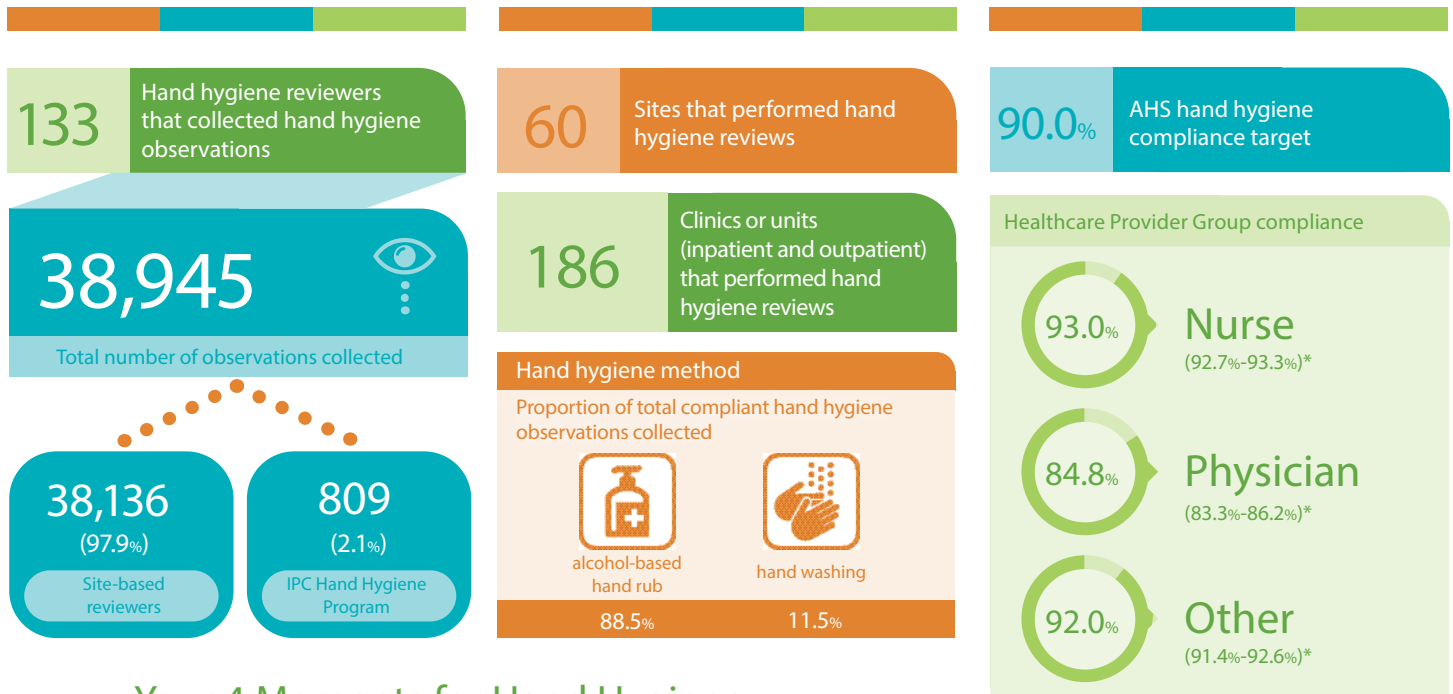 133
Hand hygiene reviewers
that collected hand hygiene
observations
38,945
Total number of observations collected
38,136
(97.9%)
Site-based
reviewers
809
(2.1%)
IPC Hand Hygiene
Program
60
Sites that performed hand
hygiene reviews
186
Clinics or units
(inpatient and outpatient)
that performed hand
hygiene reviews
Hand hygiene method
Proportion of total compliant hand hygiene
observations collected
alcohol-based
hand rub
88.5%
hand washing
11.5%
90.0%
AHS hand hygiene
compliance target
Healthcare Provider Group compliance
93.0%
Nurse
(92.7%-93.3%)*
84.8%
Physician
(83.3%-86.2%)*
92.0%
Other
(91.4%-92.6%)*
for Hand Hygiene